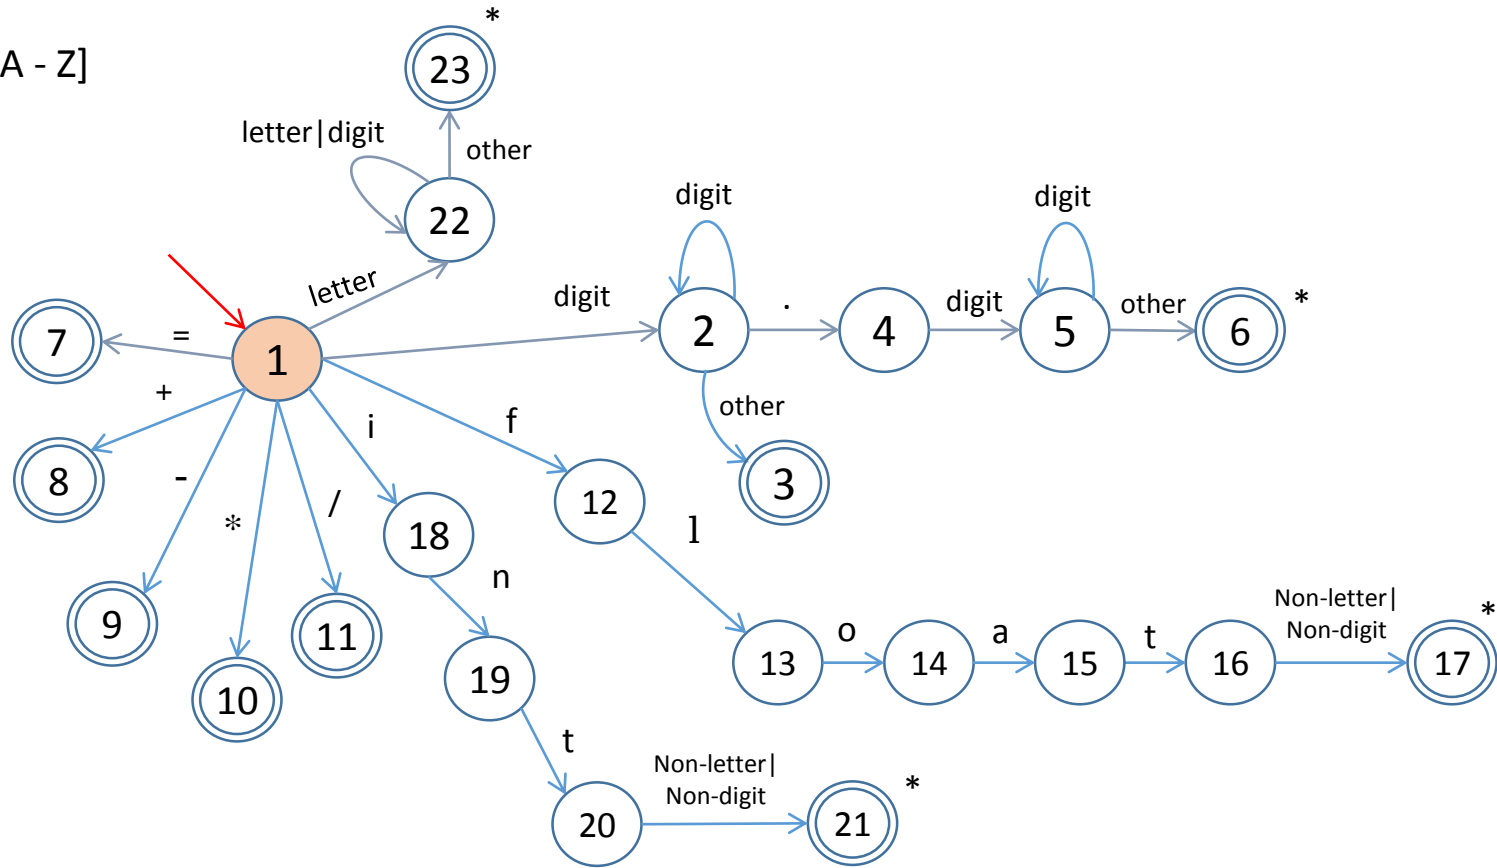 *
23
A - Z]
letter|digit
other
22
digit
digit
letter
digit
.
digit
other
*
7
=
1
2
4
5
6
+
f
other
i
8
-
*
/
12
3
18
l
n
9
11
Non-letter|
Non-digit
*
o
a
t
13
14
15
16
17
19
10
t
Non-letter|
Non-digit
*
20
21